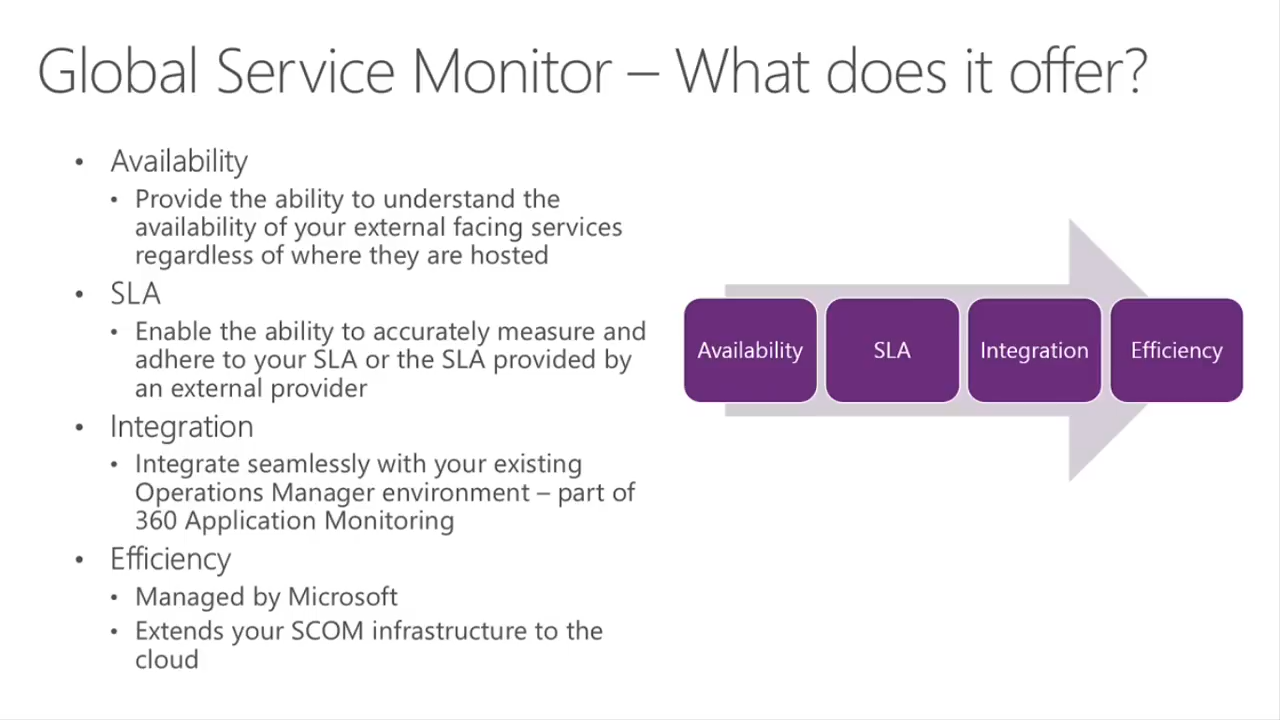 Global Service Monitor – What does it offer?
• Availability
• Provide the ability to understand the
availability of your external facing services
regardless of where they are hosted
• SLA
• Enable the ability to accurately measure and
adhere to your SLA or the SLA provided by
an external provider
• Integration
• Integrate seamlessly with your existing
Operations Manager environment – part of
360 Application Monitoring
• Efficiency
• Managed by Microsoft
• Extends your SCOM infrastructure to the
cloud
Availability
SLA
Integration
Efficiency